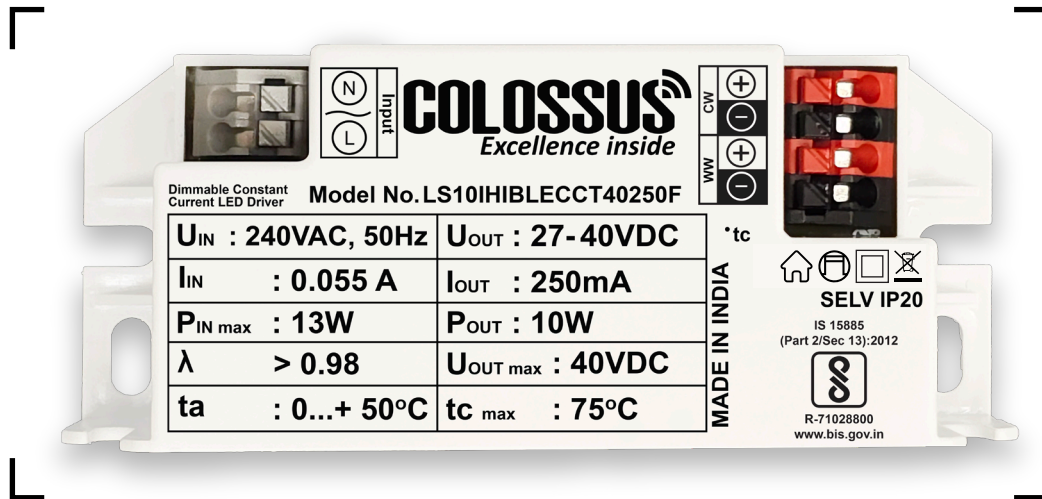 N
L
Input
COLOSSUS
Excellence inside
CW
WW
+
−
+
−
Dimmable Constant
Current LED Driver
Model No.LS10IHIBLECCT40250F
UIN : 240VAC, 50Hz
UOUT : 27-40VDC
IIN : 0.055 A
IOUT : 250mA
PIN max : 13W
POUT : 10W
λ > 0.98
UOUT max : 40VDC
ta : 0...+ 50°C
tc max : 75°C
•tc
MADE IN INDIA
SELV IP20
IS 15885
(Part 2/Sec 13):2012
R-71028800
www.bis.gov.in